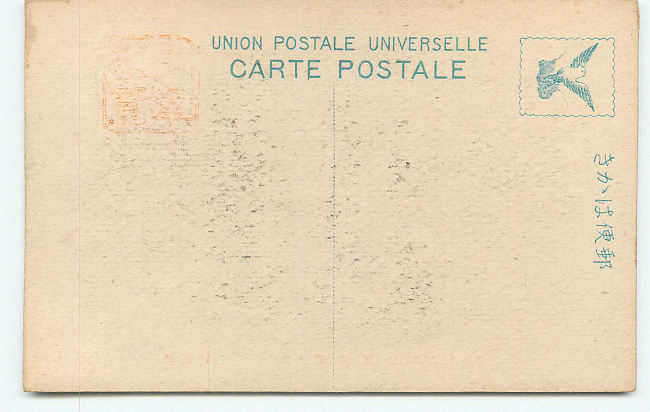 UNION POSTALE UNIVERSELLE
CARTE POSTALE
きかは便郵